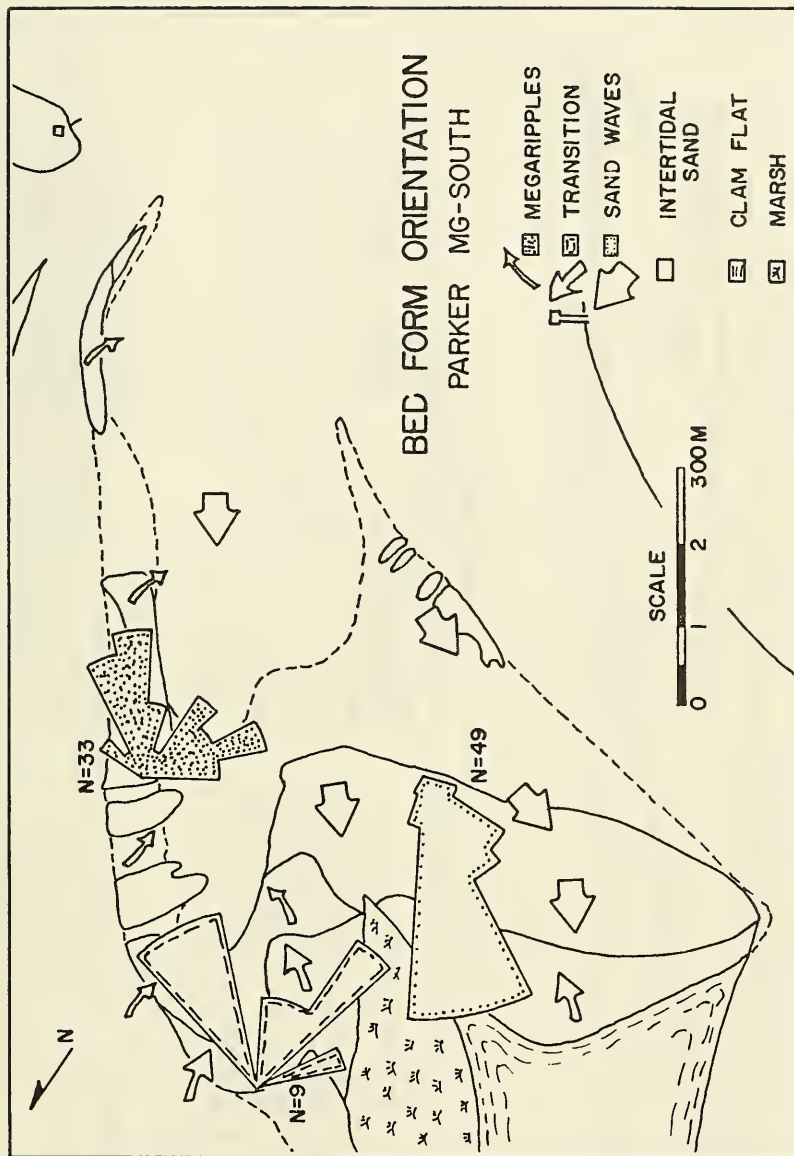 BED FORM ORIENTATION
PARKER MG-SOUTH
MEGARIPPLES
TRANSITION
SAND WAVES
INTERTIDAL
SAND
CLAM FLAT
MARSH
SCALE
0 1 2 300 M
N
N=33
N=49
N=9